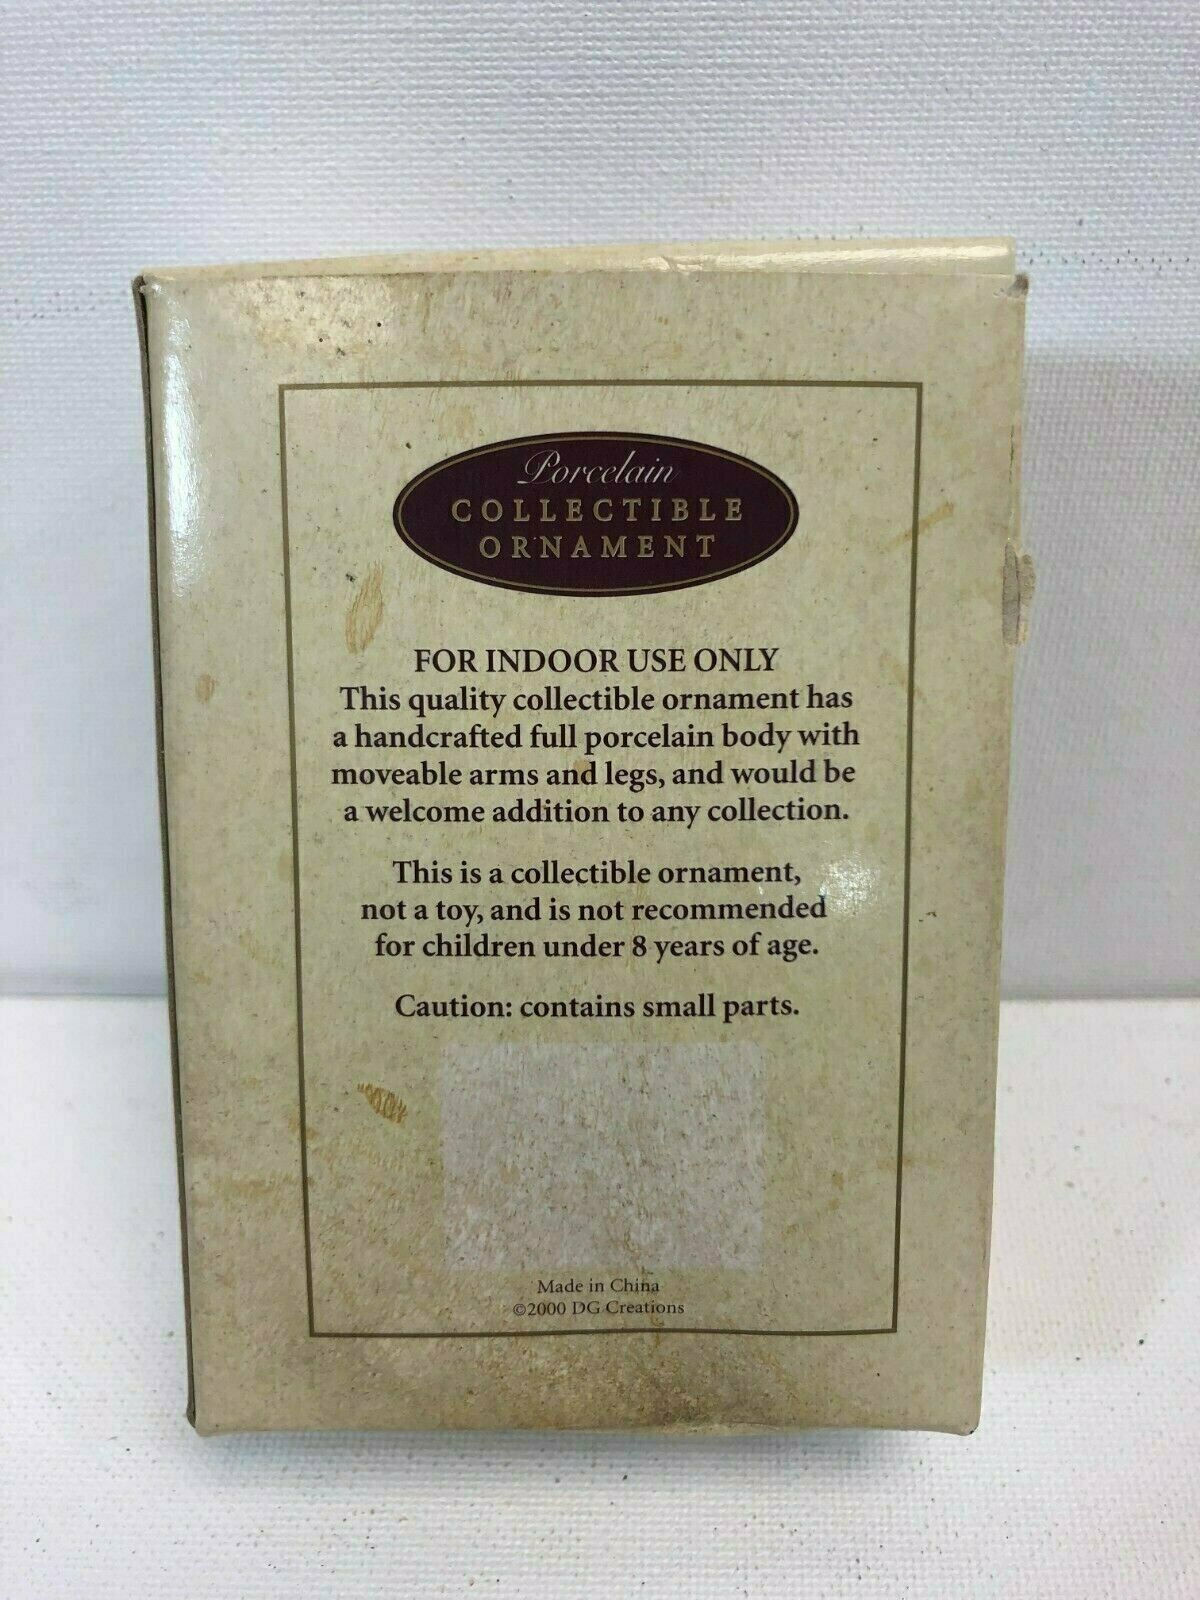 Porcelain
COLLECTIBLE
ORNAMENT
FOR INDOOR USE ONLY
This quality collectible ornament has
a handcrafted full porcelain body with
moveable arms and legs, and would be
a welcome addition to any collection.
This is a collectible ornament,
not a toy, and is not recommended
for children under 8 years of age.
Caution: contains small parts.
Made in China
©2000 DG Creations